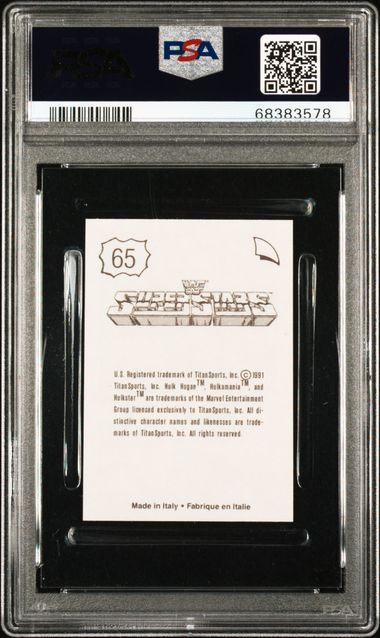 PSA
PSA
68383578
65
WWF
SUPERSTARS
U.S. Registered trademark of TitanSports, Inc. ©1991
TitanSports, Inc. Hulk Hogan™, Hulkamania™, and
Hulkster™ are trademarks of the Marvel Entertainment
Group licensed exclusively to TitanSports, Inc. All di-
stinctive character names and likenesses are trade-
marks of TitanSports, Inc. All rights reserved.
Made in Italy • Fabrique en Italie
PSA